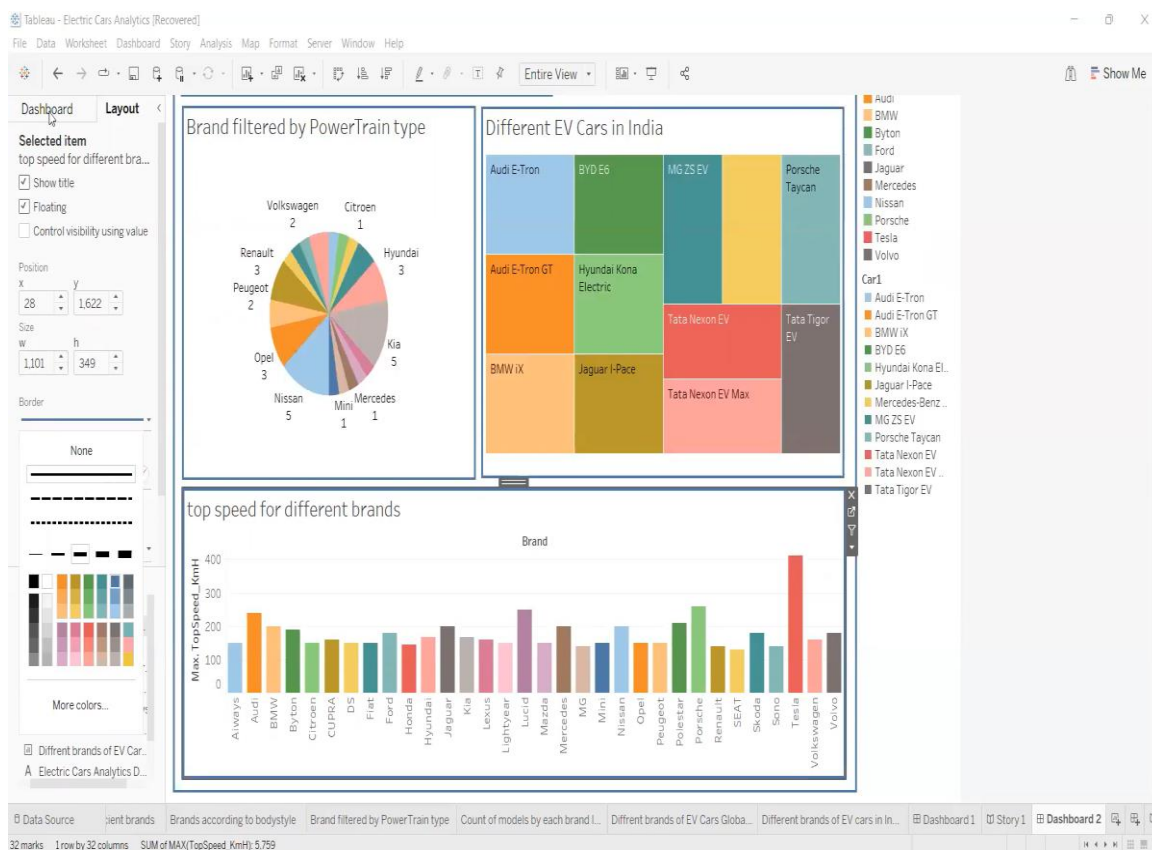 Tableau - Electric Cars Analytics [Recovered]
File Data Worksheet Dashboard Story Analysis Map Format Server Window Help
Entire View
Show Me
Dashboard Layout
Selected item
top speed for different bra...
Show title
Floating
Control visibility using value
Position
x y
28 1,622
Size
w h
1,101 349
Border
None
More colors...
Diffrent brands of EV Car...
Electric Cars Analytics D...
Brand filtered by PowerTrain type
Volkswagen
2
Citroen
1
Renault
3
Hyundai
3
Peugeot
2
Kia
5
Opel
3
Nissan
5
Mini
1
Mercedes
1
Different EV Cars in India
Audi E-Tron
BYD E6
MG ZS EV
Porsche
Taycan
Audi E-Tron GT
Hyundai Kona
Electric
Tata Nexon EV
Tata Tigor
EV
BMW iX
Jaguar I-Pace
Tata Nexon EV Max
Audi
BMW
Byton
Ford
Jaguar
Mercedes
Nissan
Porsche
Tesla
Volvo
Car1
Audi E-Tron
Audi E-Tron GT
BMW iX
BYD E6
Hyundai Kona El...
Jaguar I-Pace
Mercedes-Benz ...
MG ZS EV
Porsche Taycan
Tata Nexon EV
Tata Nexon EV ...
Tata Tigor EV
top speed for different brands
Brand
Max. TopSpeed_KmH
400
300
200
100
0
Aiways
Audi
BMW
Byton
Citroen
CUPRA
DS
Fiat
Ford
Honda
Hyundai
Jaguar
Kia
Lexus
Lightyear
Lucid
Mazda
Mercedes
MG
Mini
Nissan
Opel
Peugeot
Polestar
Porsche
Renault
SEAT
Skoda
Sono
Tesla
Volkswagen
Volvo
Data Source cient brands Brands according to bodystyle Brand filtered by PowerTrain type Count of models by each brand I... Diffrent brands of EV Cars Globa... Different brands of EV cars in In... Dashboard 1 Story 1 Dashboard 2
32 marks 1 row by 32 columns SUM of MAX(TopSpeed_KmH): 5,759